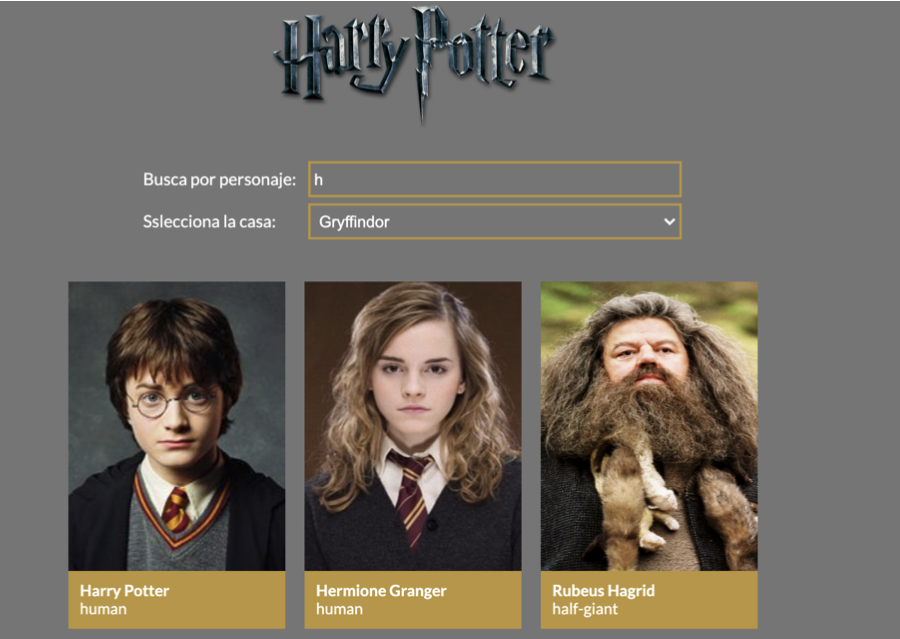 Harry Potter
Busca por personaje: h
Sslecciona la casa: Gryffindor
Harry Potter
human
Hermione Granger
human
Rubeus Hagrid
half-giant